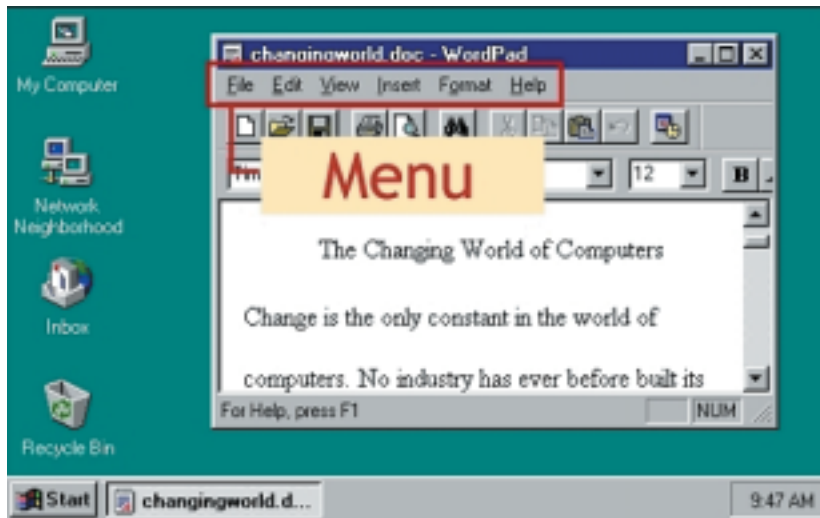 My Computer
Network
Neighborhood
Inbox
Recycle Bin
changingworld.doc - WordPad
File Edit View Insert Format Help
Menu
12 B
The Changing World of Computers
Change is the only constant in the world of
computers. No industry has ever before built its
For Help, press F1 NUM
Start changingworld.d... 9:47 AM